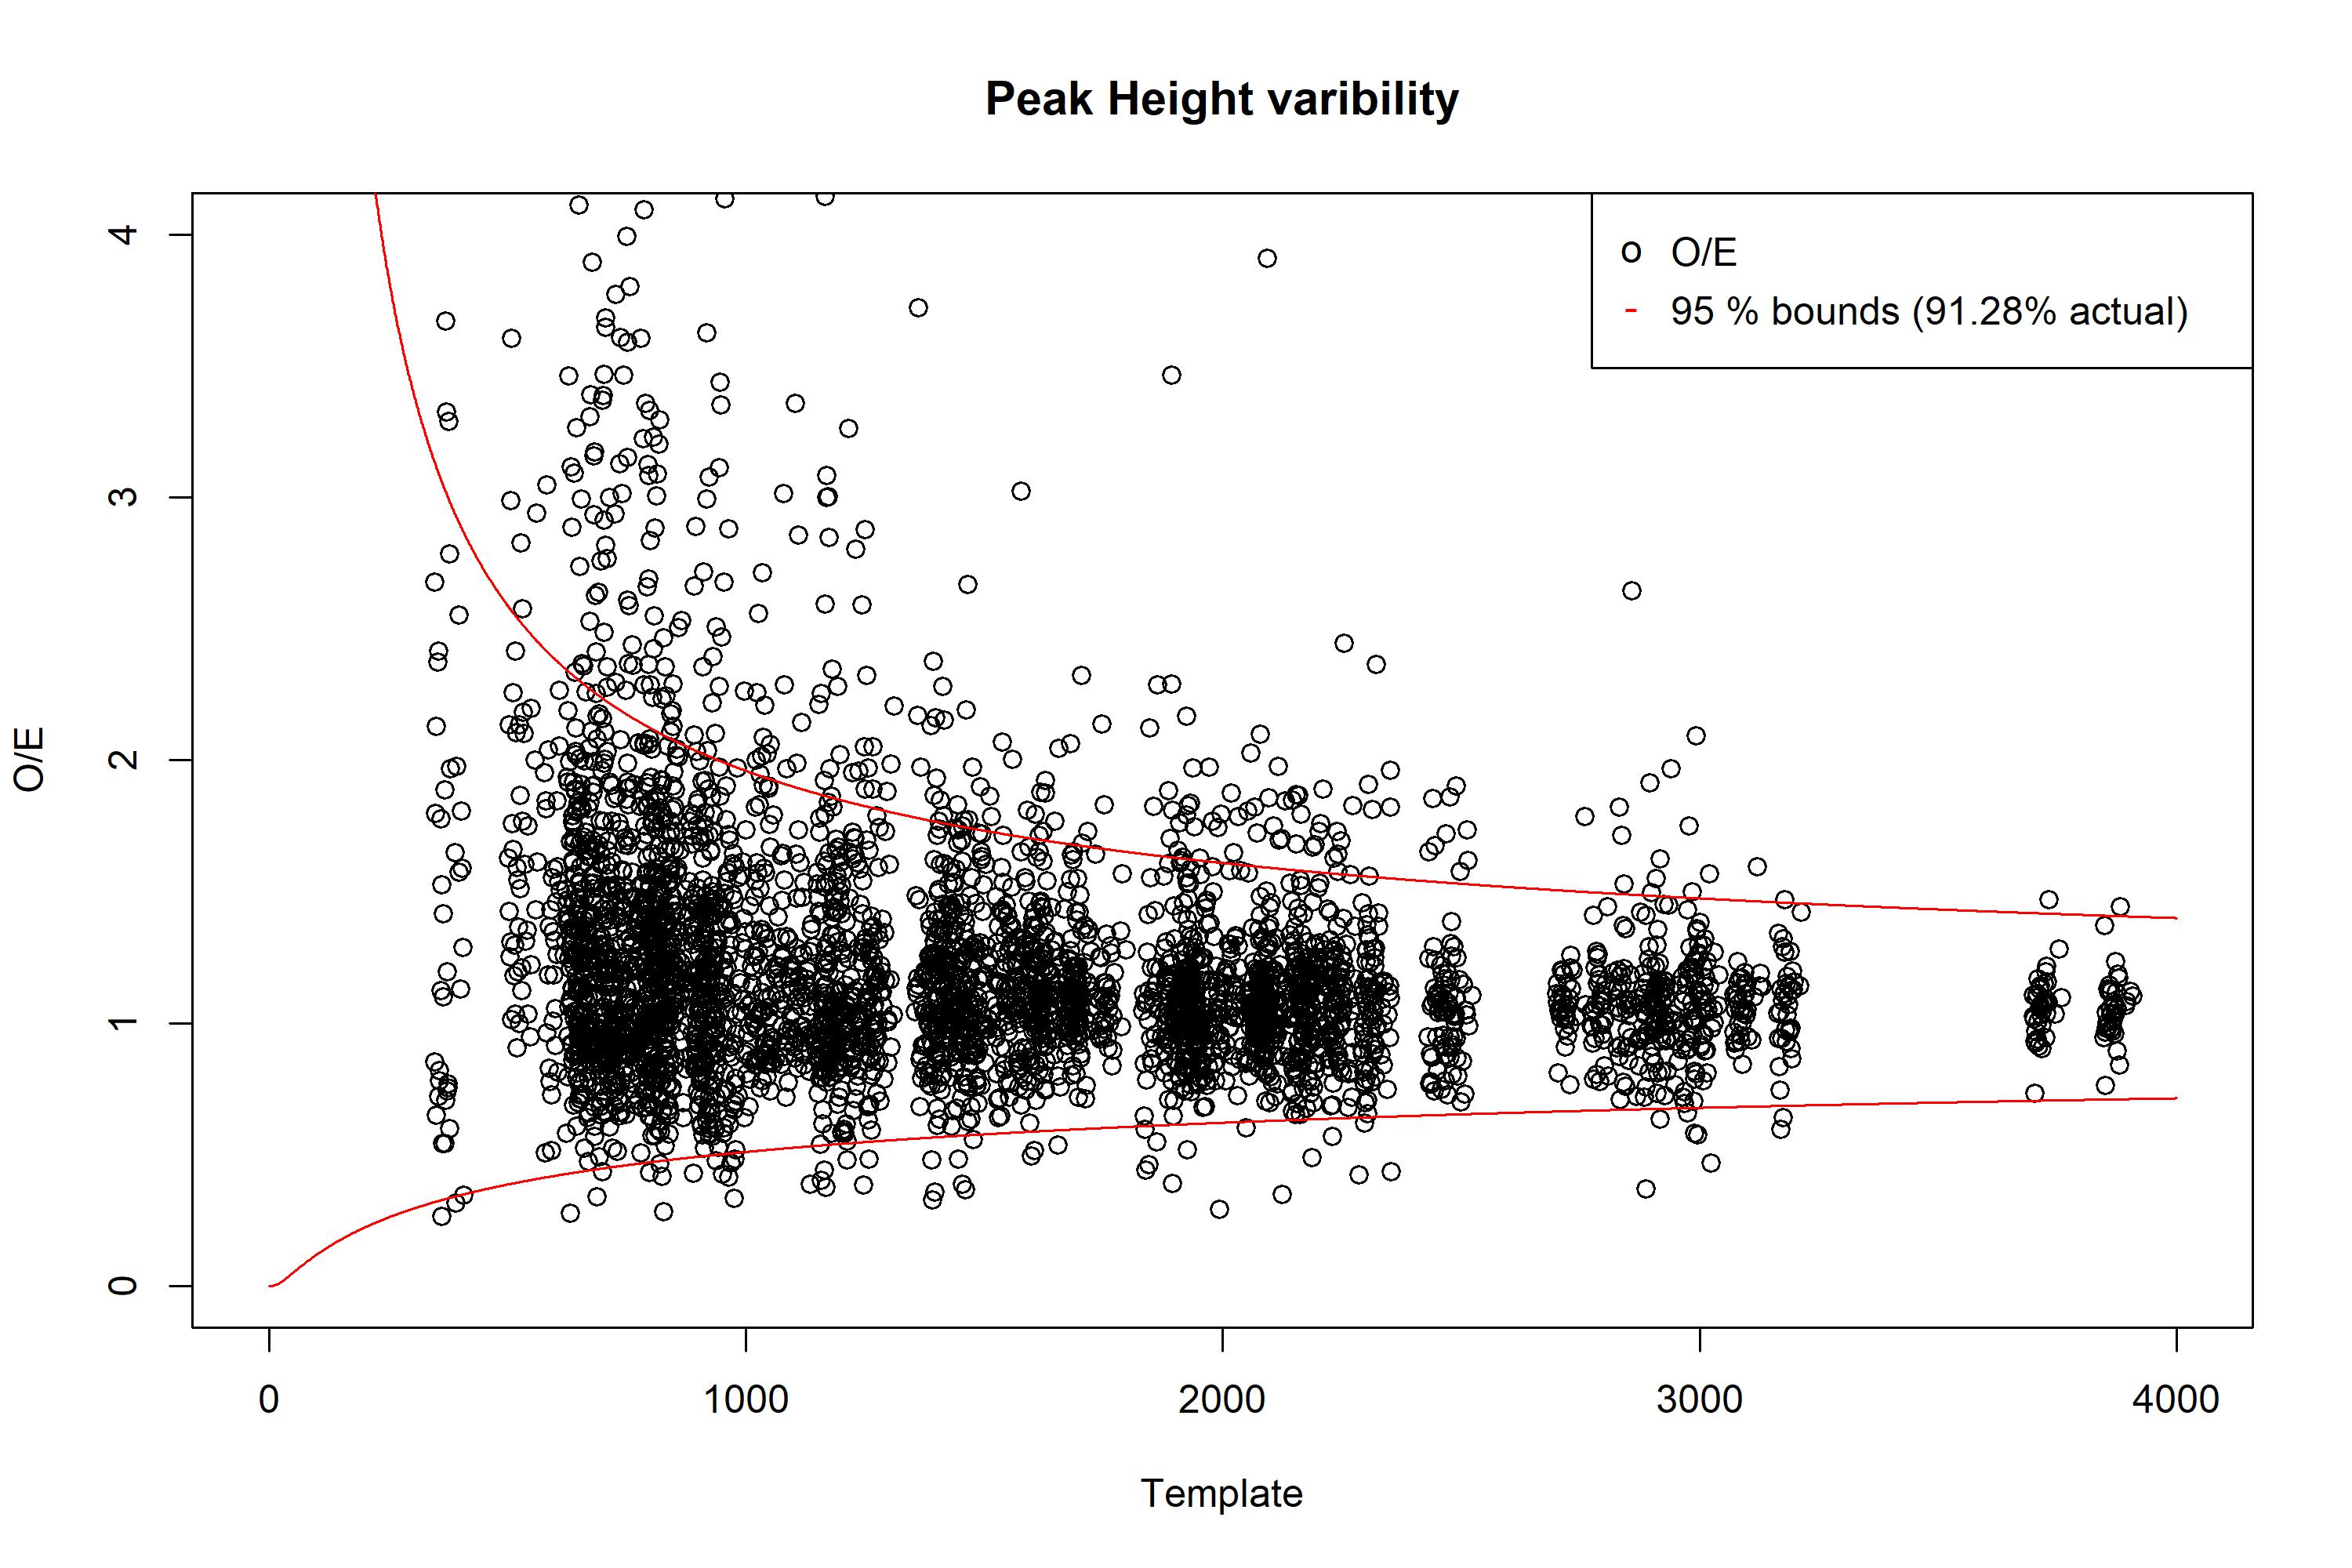 Peak Height varibility
O/E
95 % bounds (91.28% actual)
4
3
2
1
0
O/E
0 1000 2000 3000 4000
Template